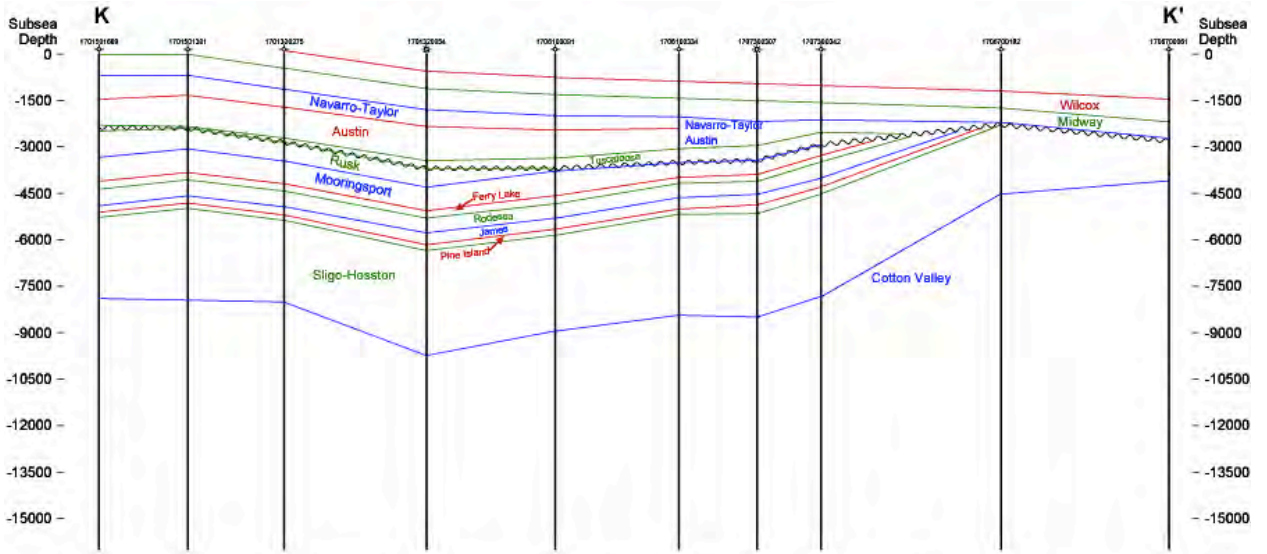 K
K'
Subsea
Depth
Subsea
Depth
0
0
-1500
-1500
-3000
-3000
-4500
-4500
-6000
-6000
-7500
-7500
-9000
-9000
-10500
-10500
-12000
-12000
-13500
-13500
-15000
-15000
Wilcox
Midway
Navarro-Taylor
Navarro-Taylor
Austin
Austin
Tuscaloosa
Rusk
Mooringsport
Ferry Lake
Rodessa
James
Pine Island
Sligo-Hosston
Cotton Valley